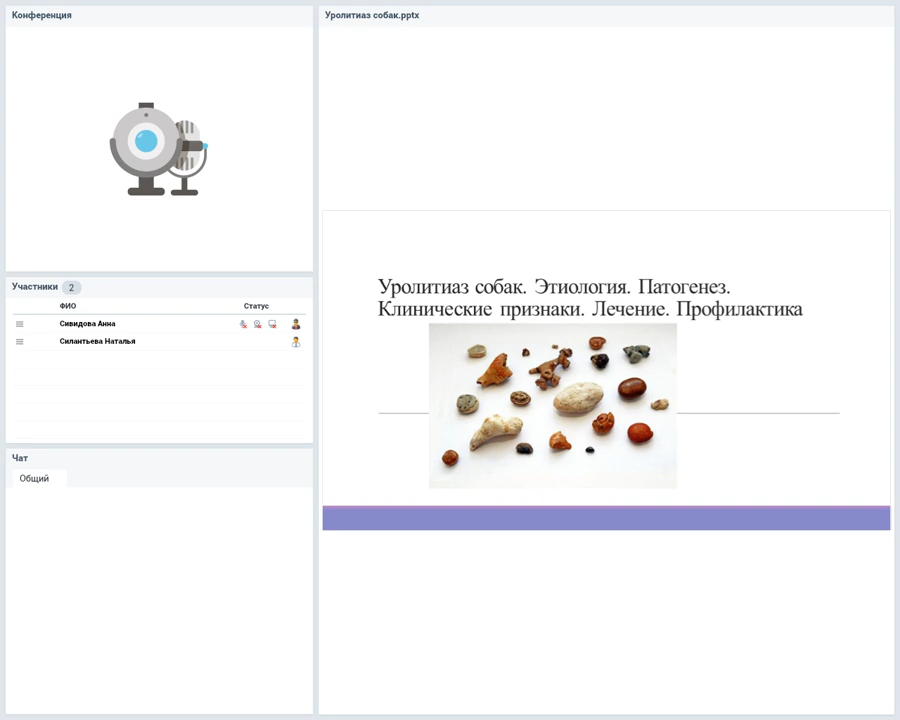 Конференция
Уролитиаз собак.pptx
Уролитиаз собак. Этиология. Патогенез.
Клинические признаки. Лечение. Профилактика
Участники 2
ФИО Статус
Сивидова Анна
Силантьева Наталья
Чат
Общий